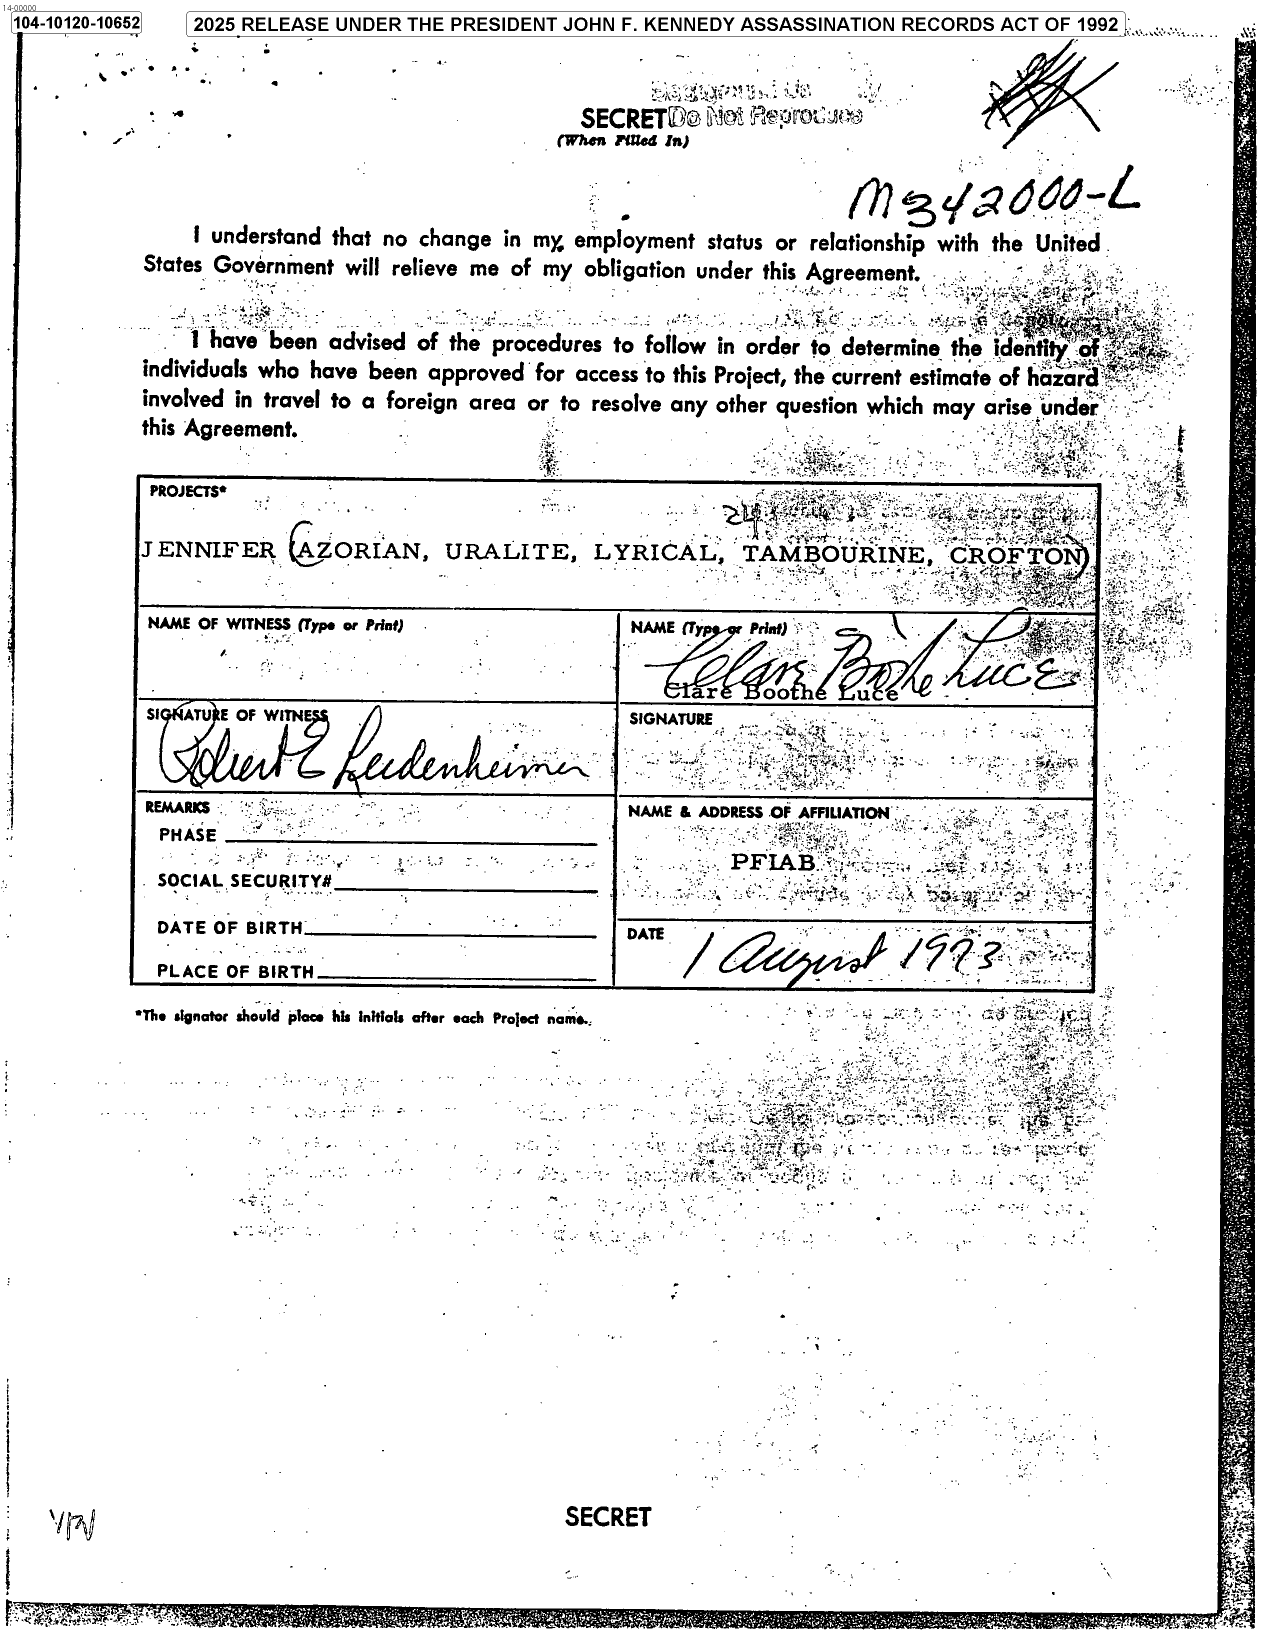 14-00000
104-10120-10652
2025 RELEASE UNDER THE PRESIDENT JOHN F. KENNEDY ASSASSINATION RECORDS ACT OF 1992
SECRET Do Not Reproduce
(When Filled In)
M342000-L
I understand that no change in my employment status or relationship with the United
States Government will relieve me of my obligation under this Agreement.
I have been advised of the procedures to follow in order to determine the identity of
individuals who have been approved for access to this Project, the current estimate of hazard
involved in travel to a foreign area or to resolve any other question which may arise under
this Agreement.
PROJECTS*
24
JENNIFER (AZORIAN, URALITE, LYRICAL, TAMBOURINE, CROFTON)
NAME OF WITNESS (Type or Print)
NAME (Type or Print)
Clare Boothe Luce
Clare Boothe Luce
SIGNATURE OF WITNESS
SIGNATURE
Robert E
REMARKS
NAME & ADDRESS OF AFFILIATION
PHASE
PFIAB
SOCIAL SECURITY#
DATE OF BIRTH
DATE
1 August 1973
PLACE OF BIRTH
*The signator should place his initials after each Project name.
SECRET